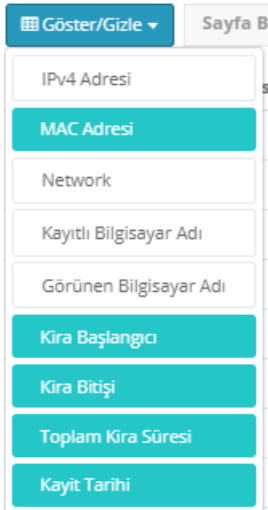 Göster/Gizle
Sayfa B
IPv4 Adresi
MAC Adresi
Network
Kayıtlı Bilgisayar Adı
Görünen Bilgisayar Adı
Kira Başlangıcı
Kira Bitişi
Toplam Kira Süresi
Kayit Tarihi